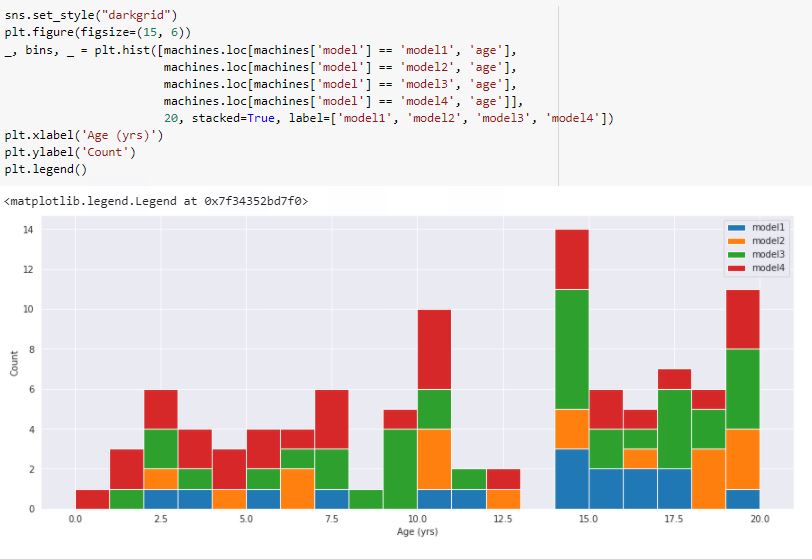 sns.set_style("darkgrid")
plt.figure(figsize=(15, 6))
_, bins, _ = plt.hist([machines.loc[machines['model'] == 'model1', 'age'],
machines.loc[machines['model'] == 'model2', 'age'],
machines.loc[machines['model'] == 'model3', 'age'],
machines.loc[machines['model'] == 'model4', 'age']],
20, stacked=True, label=['model1', 'model2', 'model3', 'model4'])
plt.xlabel('Age (yrs)')
plt.ylabel('Count')
plt.legend()
<matplotlib.legend.Legend at 0x7f34352bd7f0>
14
12
10
8
6
4
2
0
Count
model1
model2
model3
model4
0.0 2.5 5.0 7.5 10.0 12.5 15.0 17.5 20.0
Age (yrs)